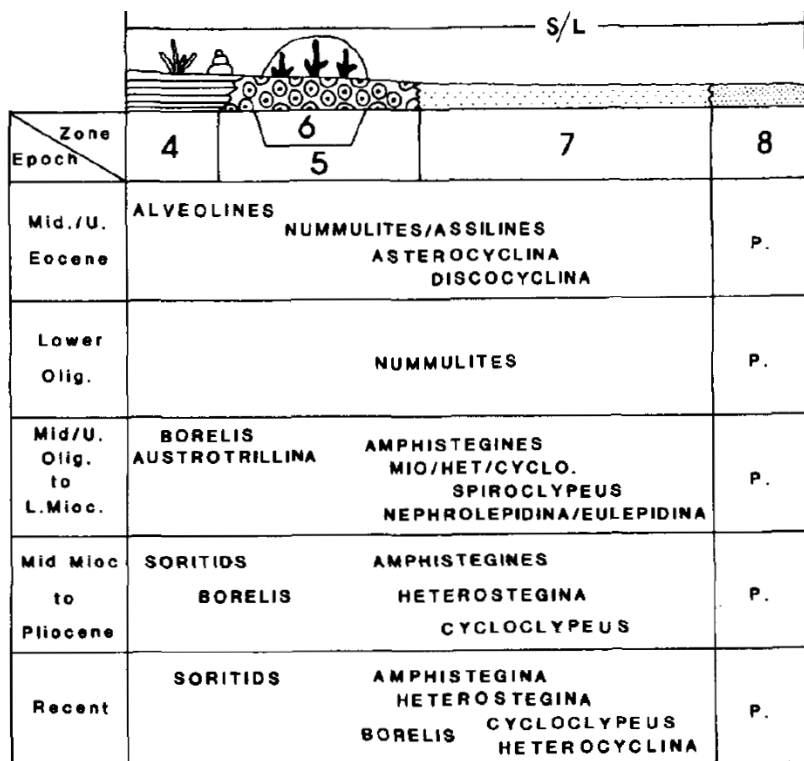 S/L
Zone
Epoch
4
6
5
7
8
Mid./U.
Eocene
ALVEOLINES
NUMMULITES/ASSILINES
ASTEROCYCLINA
DISCOCYCLINA
P.
Lower
Olig.
NUMMULITES
P.
Mid/U.
Olig.
to
L.Mioc.
BORELIS
AUSTROTRILLINA
AMPHISTEGINES
MIO/HET/CYCLO.
SPIROCLYPEUS
NEPHROLEPIDINA/EULEPIDINA
P.
Mid Mioc
to
Pliocene
SORITIDS
AMPHISTEGINES
BORELIS
HETEROSTEGINA
CYCLOCLYPEUS
P.
Recent
SORITIDS
AMPHISTEGINA
HETEROSTEGINA
BORELIS
CYCLOCLYPEUS
HETEROCYCLINA
P.